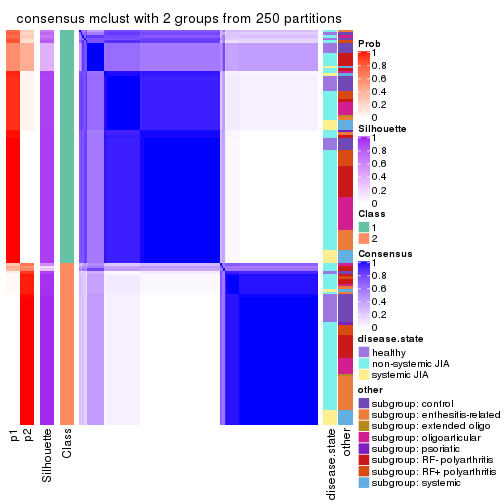 consensus mclust with 2 groups from 250 partitions
Prob
1
0.8
0.6
0.4
0.2
0
Silhouette
1
0.8
0.6
0.4
0.2
0
Class
1
2
Consensus
1
0.8
0.6
0.4
0.2
0
disease.state
healthy
non-systemic JIA
systemic JIA
other
subgroup: control
subgroup: enthesitis-related
subgroup: extended oligo
subgroup: oligoarticular
subgroup: psoriatic
subgroup: RF- polyarthritis
subgroup: RF+ polyarthritis
subgroup: systemic
p1
p2
Silhouette
Class
disease.state
other